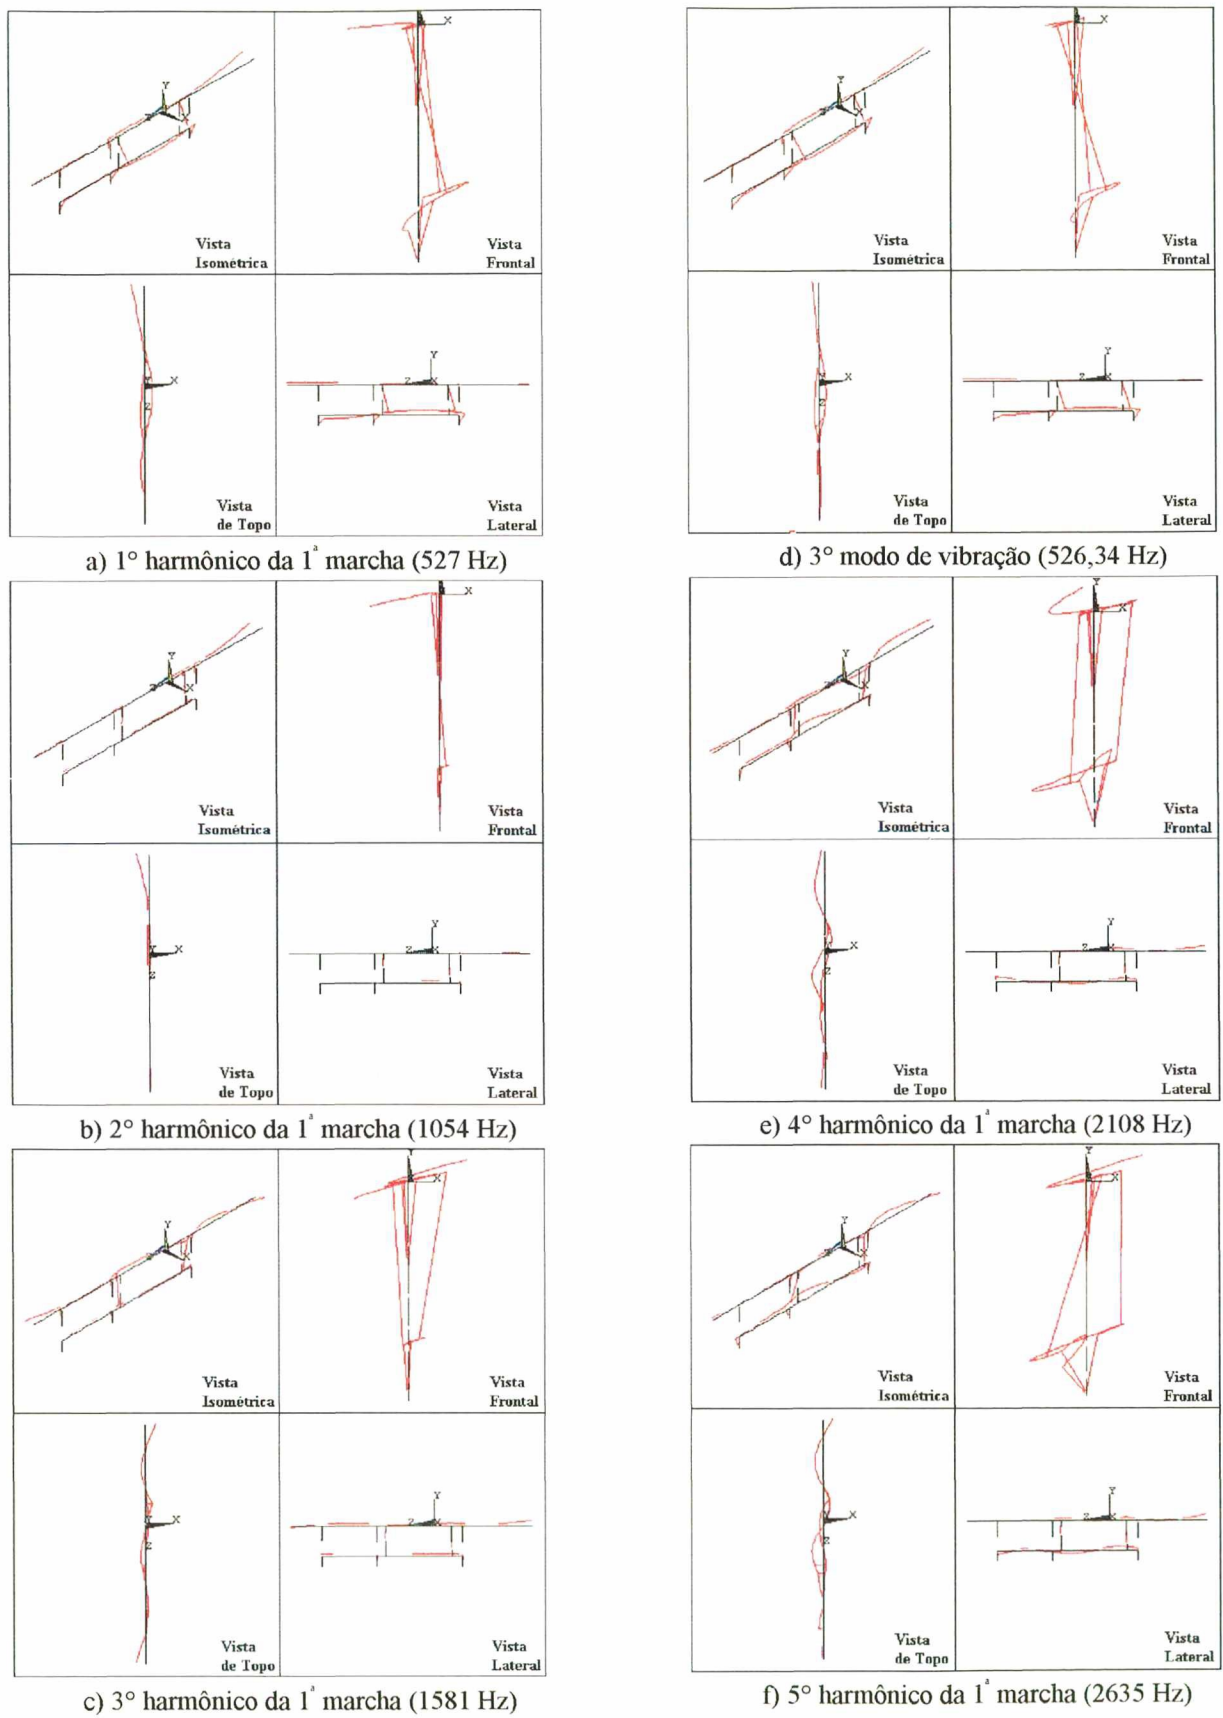 Y
X
Z
X
X
Vista
Isométrica
Vista
Frontal
X
Z
Y
Z
X
Vista
de Topo
Vista
Lateral
a) 1° harmônico da 1ª marcha (527 Hz)
X
Y
X
Vista
Isométrica
Vista
Frontal
X
Z
Y
Z
X
Vista
de Topo
Vista
Lateral
d) 3° modo de vibração (526,34 Hz)
Y
X
X
Vista
Isométrica
Vista
Frontal
Y
X
Z
Y
Z
X
Vista
de Topo
Vista
Lateral
b) 2° harmônico da 1ª marcha (1054 Hz)
Y
X
Y
X
Vista
Isométrica
Vista
Frontal
X
Z
Y
Z
X
Vista
de Topo
Vista
Lateral
e) 4° harmônico da 1ª marcha (2108 Hz)
Y
X
Y
X
Vista
Isométrica
Vista
Frontal
X
Z
Y
Z
X
Vista
de Topo
Vista
Lateral
c) 3° harmônico da 1ª marcha (1581 Hz)
Y
X
Y
X
Vista
Isométrica
Vista
Frontal
X
Z
Y
Z
X
Vista
de Topo
Vista
Lateral
f) 5° harmônico da 1ª marcha (2635 Hz)